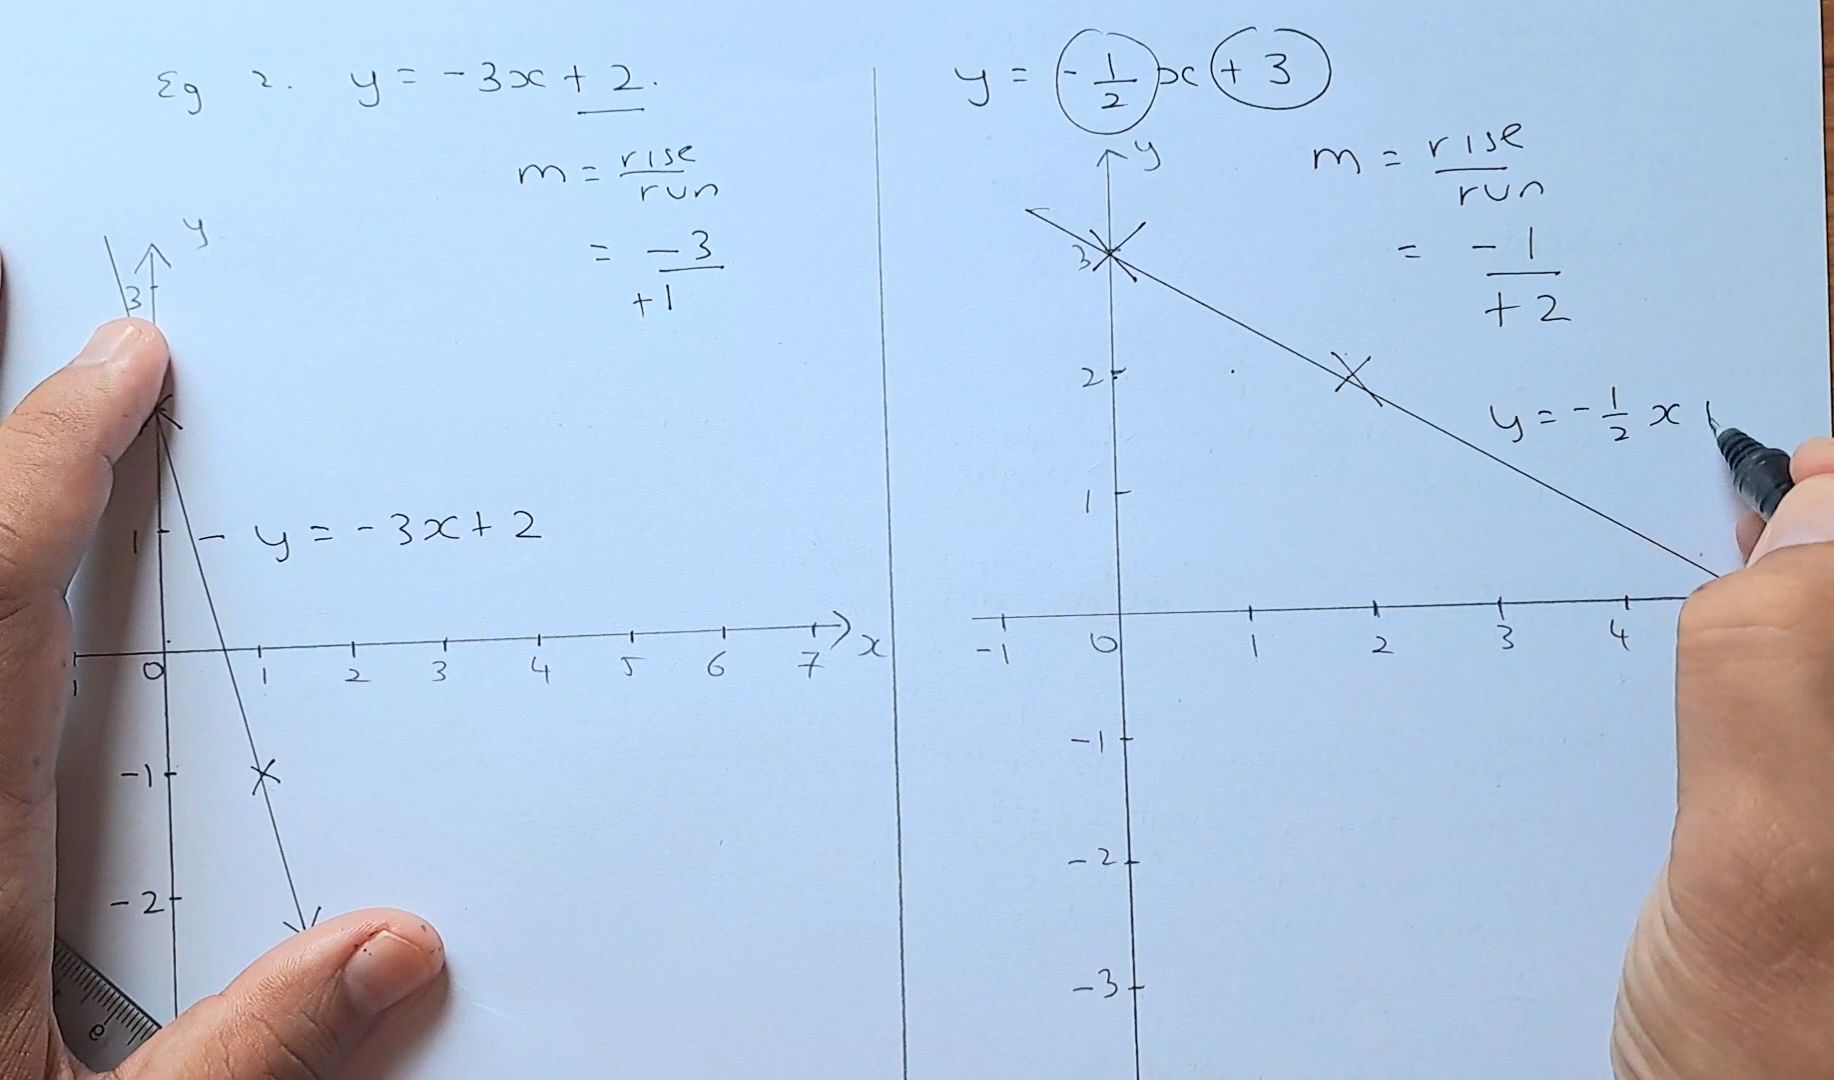 Eg 2. y = -3x + 2.
m = rise/run
= -3/+1
y
3
1
- y = -3x + 2
1 0 1 2 3 4 5 6 7 x
-1
-2
e
y = -1/2 x + 3
y
m = rise/run
= -1/+2
3
2
y = -1/2 x
1
-1 0 1 2 3 4
-1
-2
-3